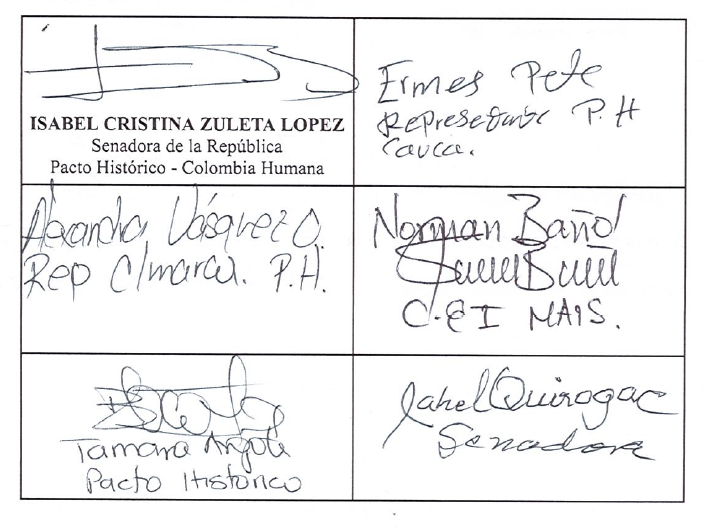 ISABEL CRISTINA ZULETA LOPEZ
Senadora de la República
Pacto Histórico - Colombia Humana
Ermes Pete
Representante P.H
Cauca.
Alexandra Vásquez O.
Rep C/marca. P.H.
Norman Bañol
C.E I MAIS.
Tamara Argote
Pacto Histórico
Isabel Quiroga C
Senadora